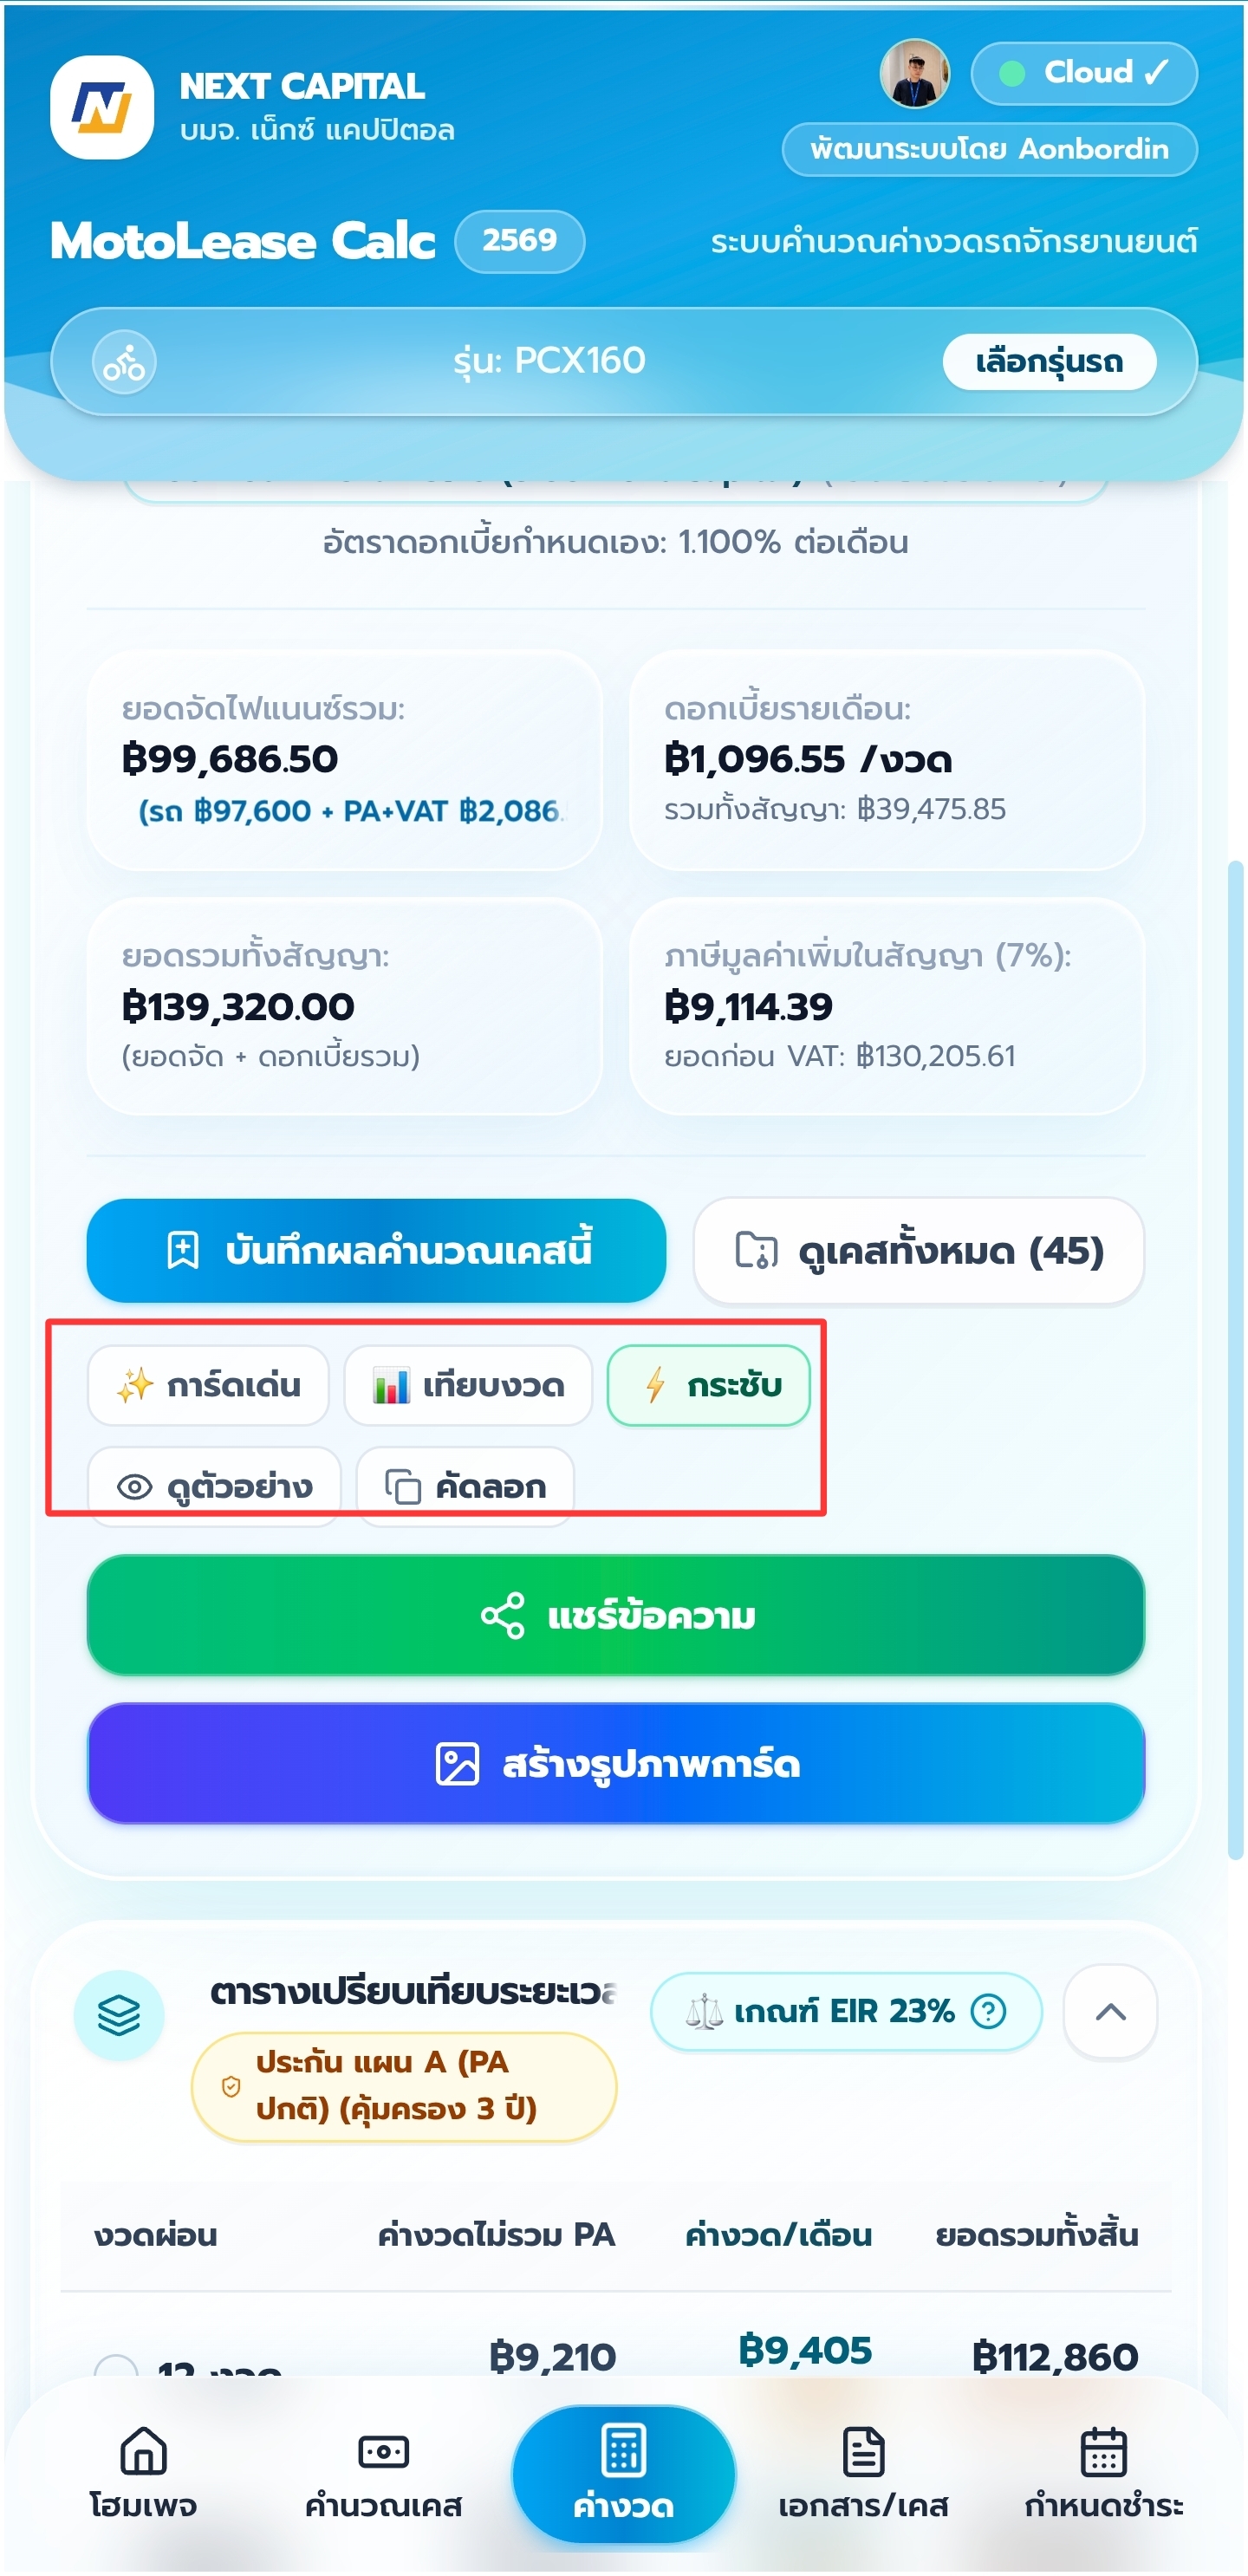 NEXT CAPITAL
บมจ. เน็กซ์ แคปปิตอล
Cloud ✓
พัฒนาระบบโดย Aonbordin
MotoLease Calc 2569
ระบบคำนวณค่างวดรถจักรยานยนต์
รุ่น: PCX160
เลือกรุ่นรถ
อัตราดอกเบี้ยกำหนดเอง: 1.100% ต่อเดือน
ยอดจัดไฟแนนซ์รวม:
฿99,686.50
(รถ ฿97,600 + PA+VAT ฿2,086.
ดอกเบี้ยรายเดือน:
฿1,096.55 /งวด
รวมทั้งสัญญา: ฿39,475.85
ยอดรวมทั้งสัญญา:
฿139,320.00
(ยอดจัด + ดอกเบี้ยรวม)
ภาษีมูลค่าเพิ่มในสัญญา (7%):
฿9,114.39
ยอดก่อน VAT: ฿130,205.61
บันทึกผลคำนวณเคสนี้
ดูเคสทั้งหมด (45)
✨ การ์ดเด่น
📊 เทียบงวด
⚡ กระชับ
ดูตัวอย่าง
คัดลอก
แชร์ข้อความ
สร้างรูปภาพการ์ด
ตารางเปรียบเทียบระยะเวล
ประกัน แผน A (PA
ปกติ) (คุ้มครอง 3 ปี)
⚖️ เกณฑ์ EIR 23%
งวดผ่อน ค่างวดไม่รวม PA ค่างวด/เดือน ยอดรวมทั้งสิ้น
12 งวด ฿9,210 ฿9,405 ฿112,860
โฮมเพจ
คำนวณเคส
ค่างวด
เอกสาร/เคส
กำหนดชำระ